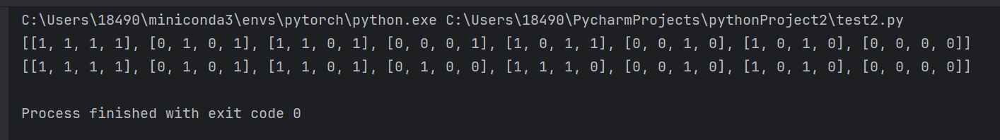 C:\Users\18490\miniconda3\envs\pytorch\python.exe C:\Users\18490\PycharmProjects\pythonProject2\test2.py
[[1, 1, 1, 1], [0, 1, 0, 1], [1, 1, 0, 1], [0, 0, 0, 1], [1, 0, 1, 1], [0, 0, 1, 0], [1, 0, 1, 0], [0, 0, 0, 0]]
[[1, 1, 1, 1], [0, 1, 0, 1], [1, 1, 0, 1], [0, 1, 0, 0], [1, 1, 1, 0], [0, 0, 1, 0], [1, 0, 1, 0], [0, 0, 0, 0]]
Process finished with exit code 0